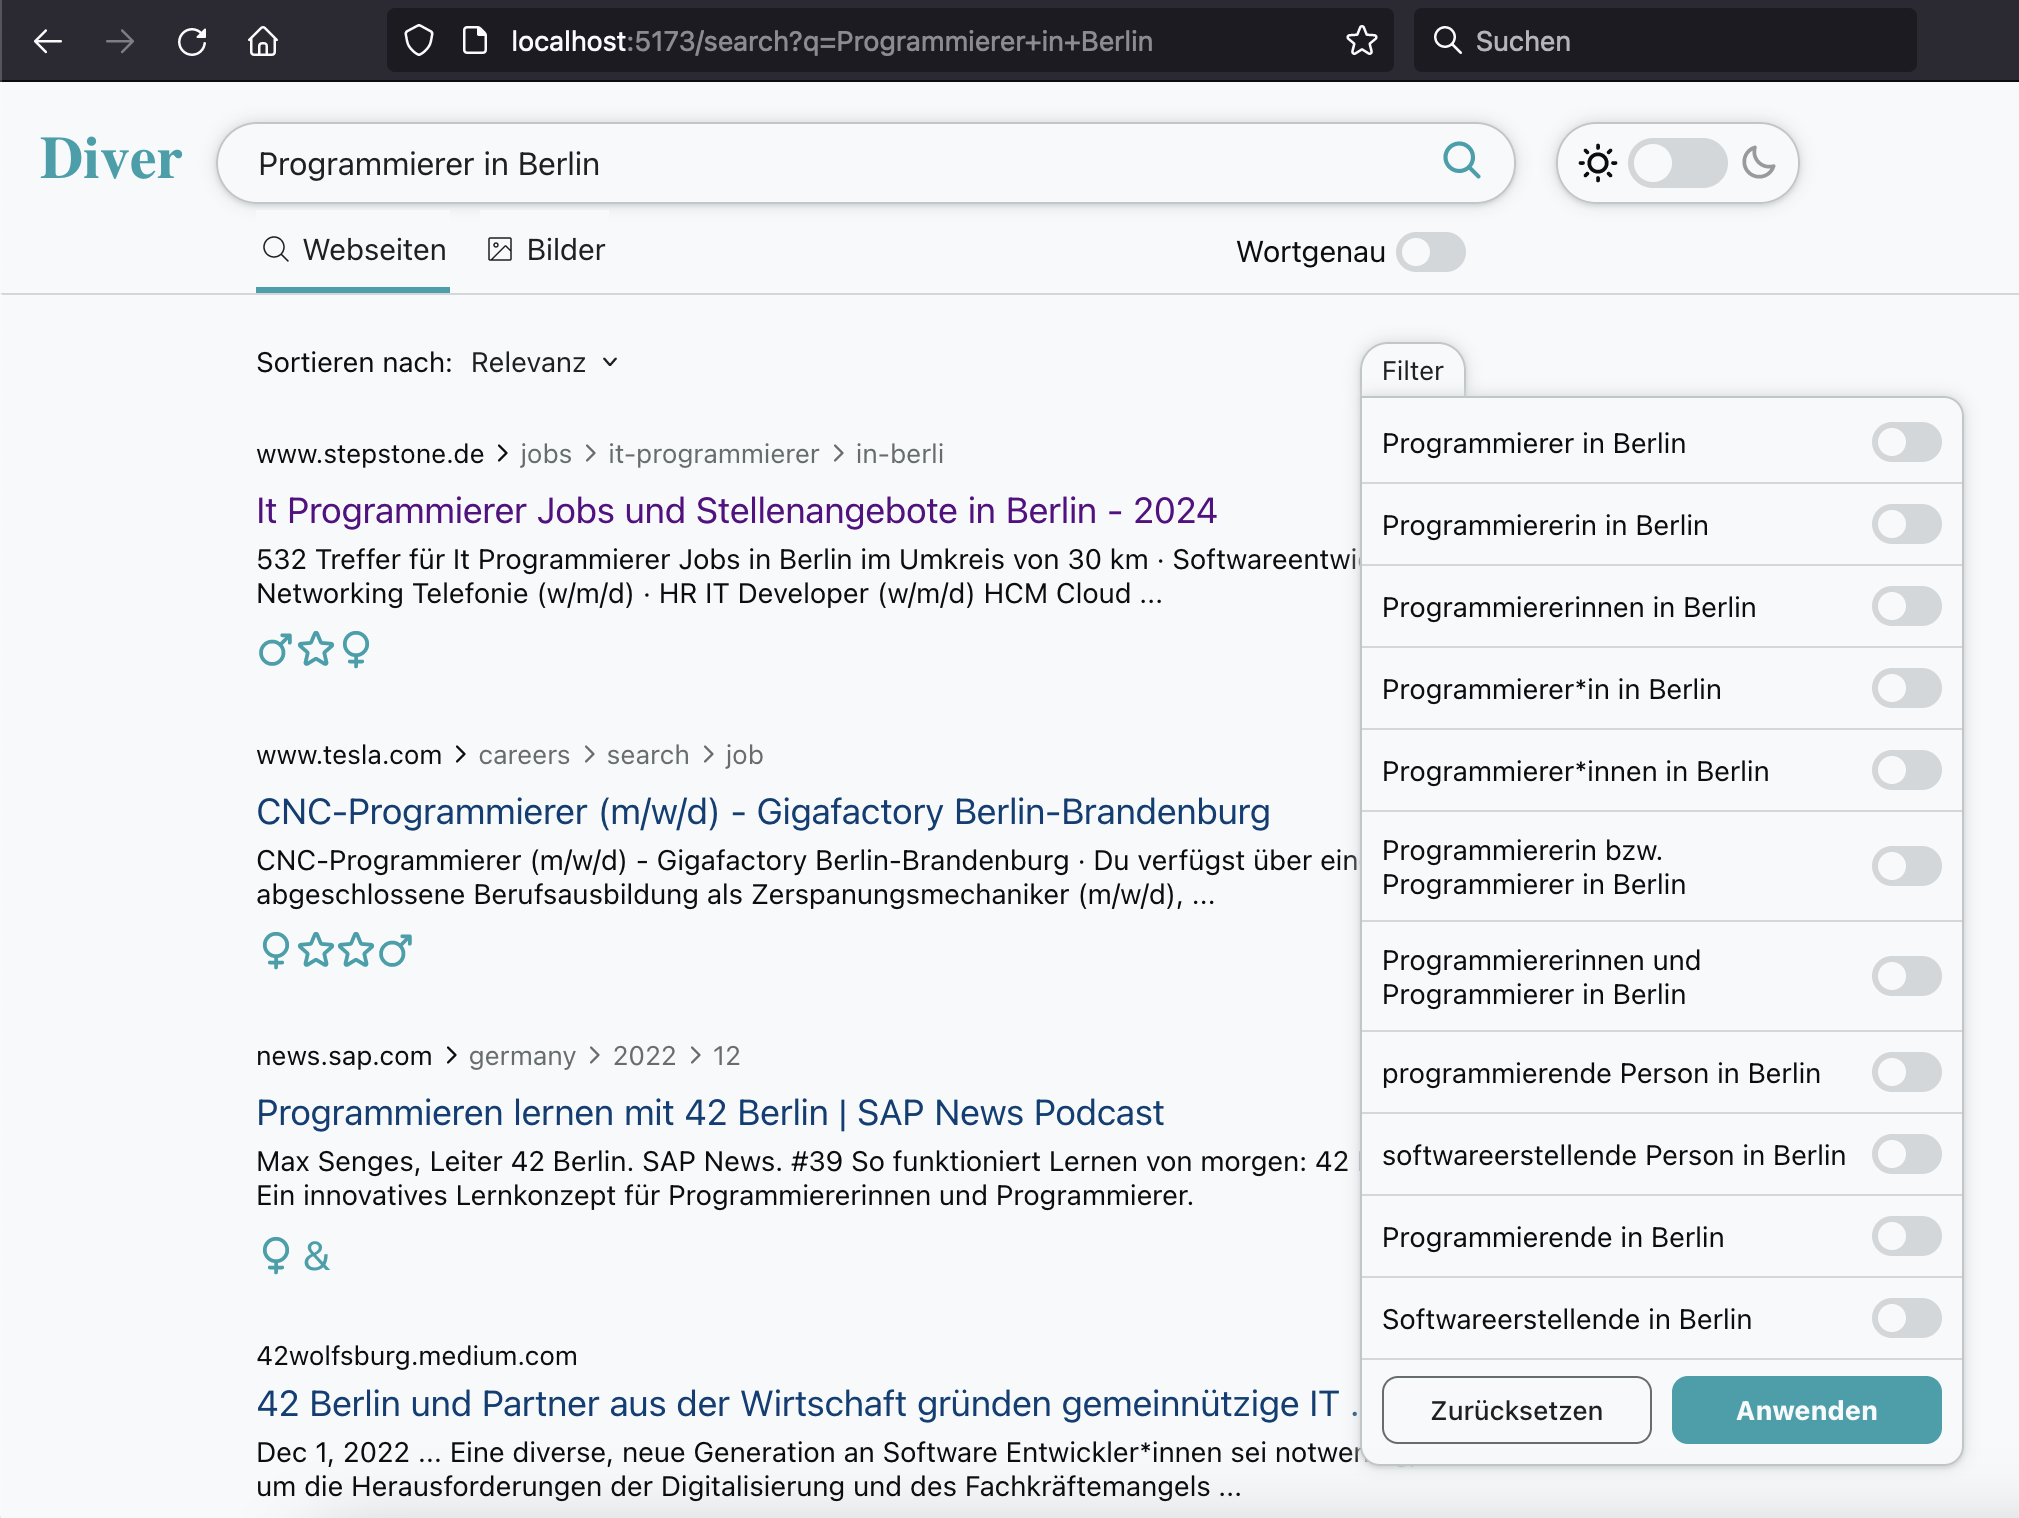 localhost:5173/search?q=Programmierer+in+Berlin
Suchen
Diver
Programmierer in Berlin
Webseiten
Bilder
Wortgenau
Sortieren nach: Relevanz
www.stepstone.de > jobs > it-programmierer > in-berli
It Programmierer Jobs und Stellenangebote in Berlin - 2024
532 Treffer für It Programmierer Jobs in Berlin im Umkreis von 30 km ·
Networking Telefonie (w/m/d) · HR IT Developer (w/m/d) HCM Cloud ...
www.tesla.com > careers > search > job
CNC-Programmierer (m/w/d) - Gigafactory Berlin-Brandenburg
CNC-Programmierer (m/w/d) - Gigafactory Berlin-Brandenburg · Du verfügst über
abgeschlossene Berufsausbildung als Zerspanungsmechaniker (m/w/d), ...
news.sap.com > germany > 2022 > 12
Programmieren lernen mit 42 Berlin | SAP News Podcast
Max Senges, Leiter 42 Berlin. SAP News. #39 So funktioniert Lernen von morgen: 42
Ein innovatives Lernkonzept für Programmiererinnen und Programmierer.
&
42wolfsburg.medium.com
42 Berlin und Partner aus der Wirtschaft gründen gemeinnützige IT
Dec 1, 2022 ... Eine diverse, neue Generation an Software Entwickler*innen sei
um die Herausforderungen der Digitalisierung und des Fachkräftemangels ...
Filter
Programmierer in Berlin
Programmiererin in Berlin
Programmiererinnen in Berlin
Programmierer*in in Berlin
Programmierer*innen in Berlin
Programmiererin bzw.
Programmierer in Berlin
Programmiererinnen und
Programmierer in Berlin
programmierende Person in Berlin
softwareerstellende Person in Berlin
Programmierende in Berlin
Softwareerstellende in Berlin
Zurücksetzen
Anwenden